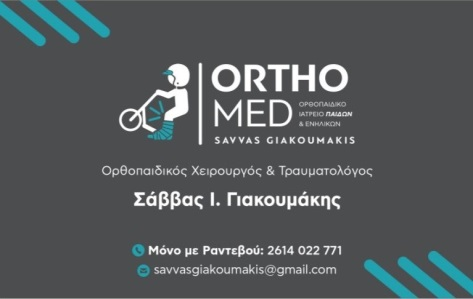 ORTHO
MED
ΟΡΘΟΠΑΙΔΙΚΟ
ΙΑΤΡΕΙΟ ΠΑΙΔΩΝ
& ΕΝΗΛΙΚΩΝ
SAVVAS GIAKOUMAKIS
Ορθοπαιδικός Χειρουργός & Τραυματολόγος
Σάββας Ι. Γιακουμάκης
Μόνο με Ραντεβού: 2614 022 771
savvasgiakoumakis@gmail.com